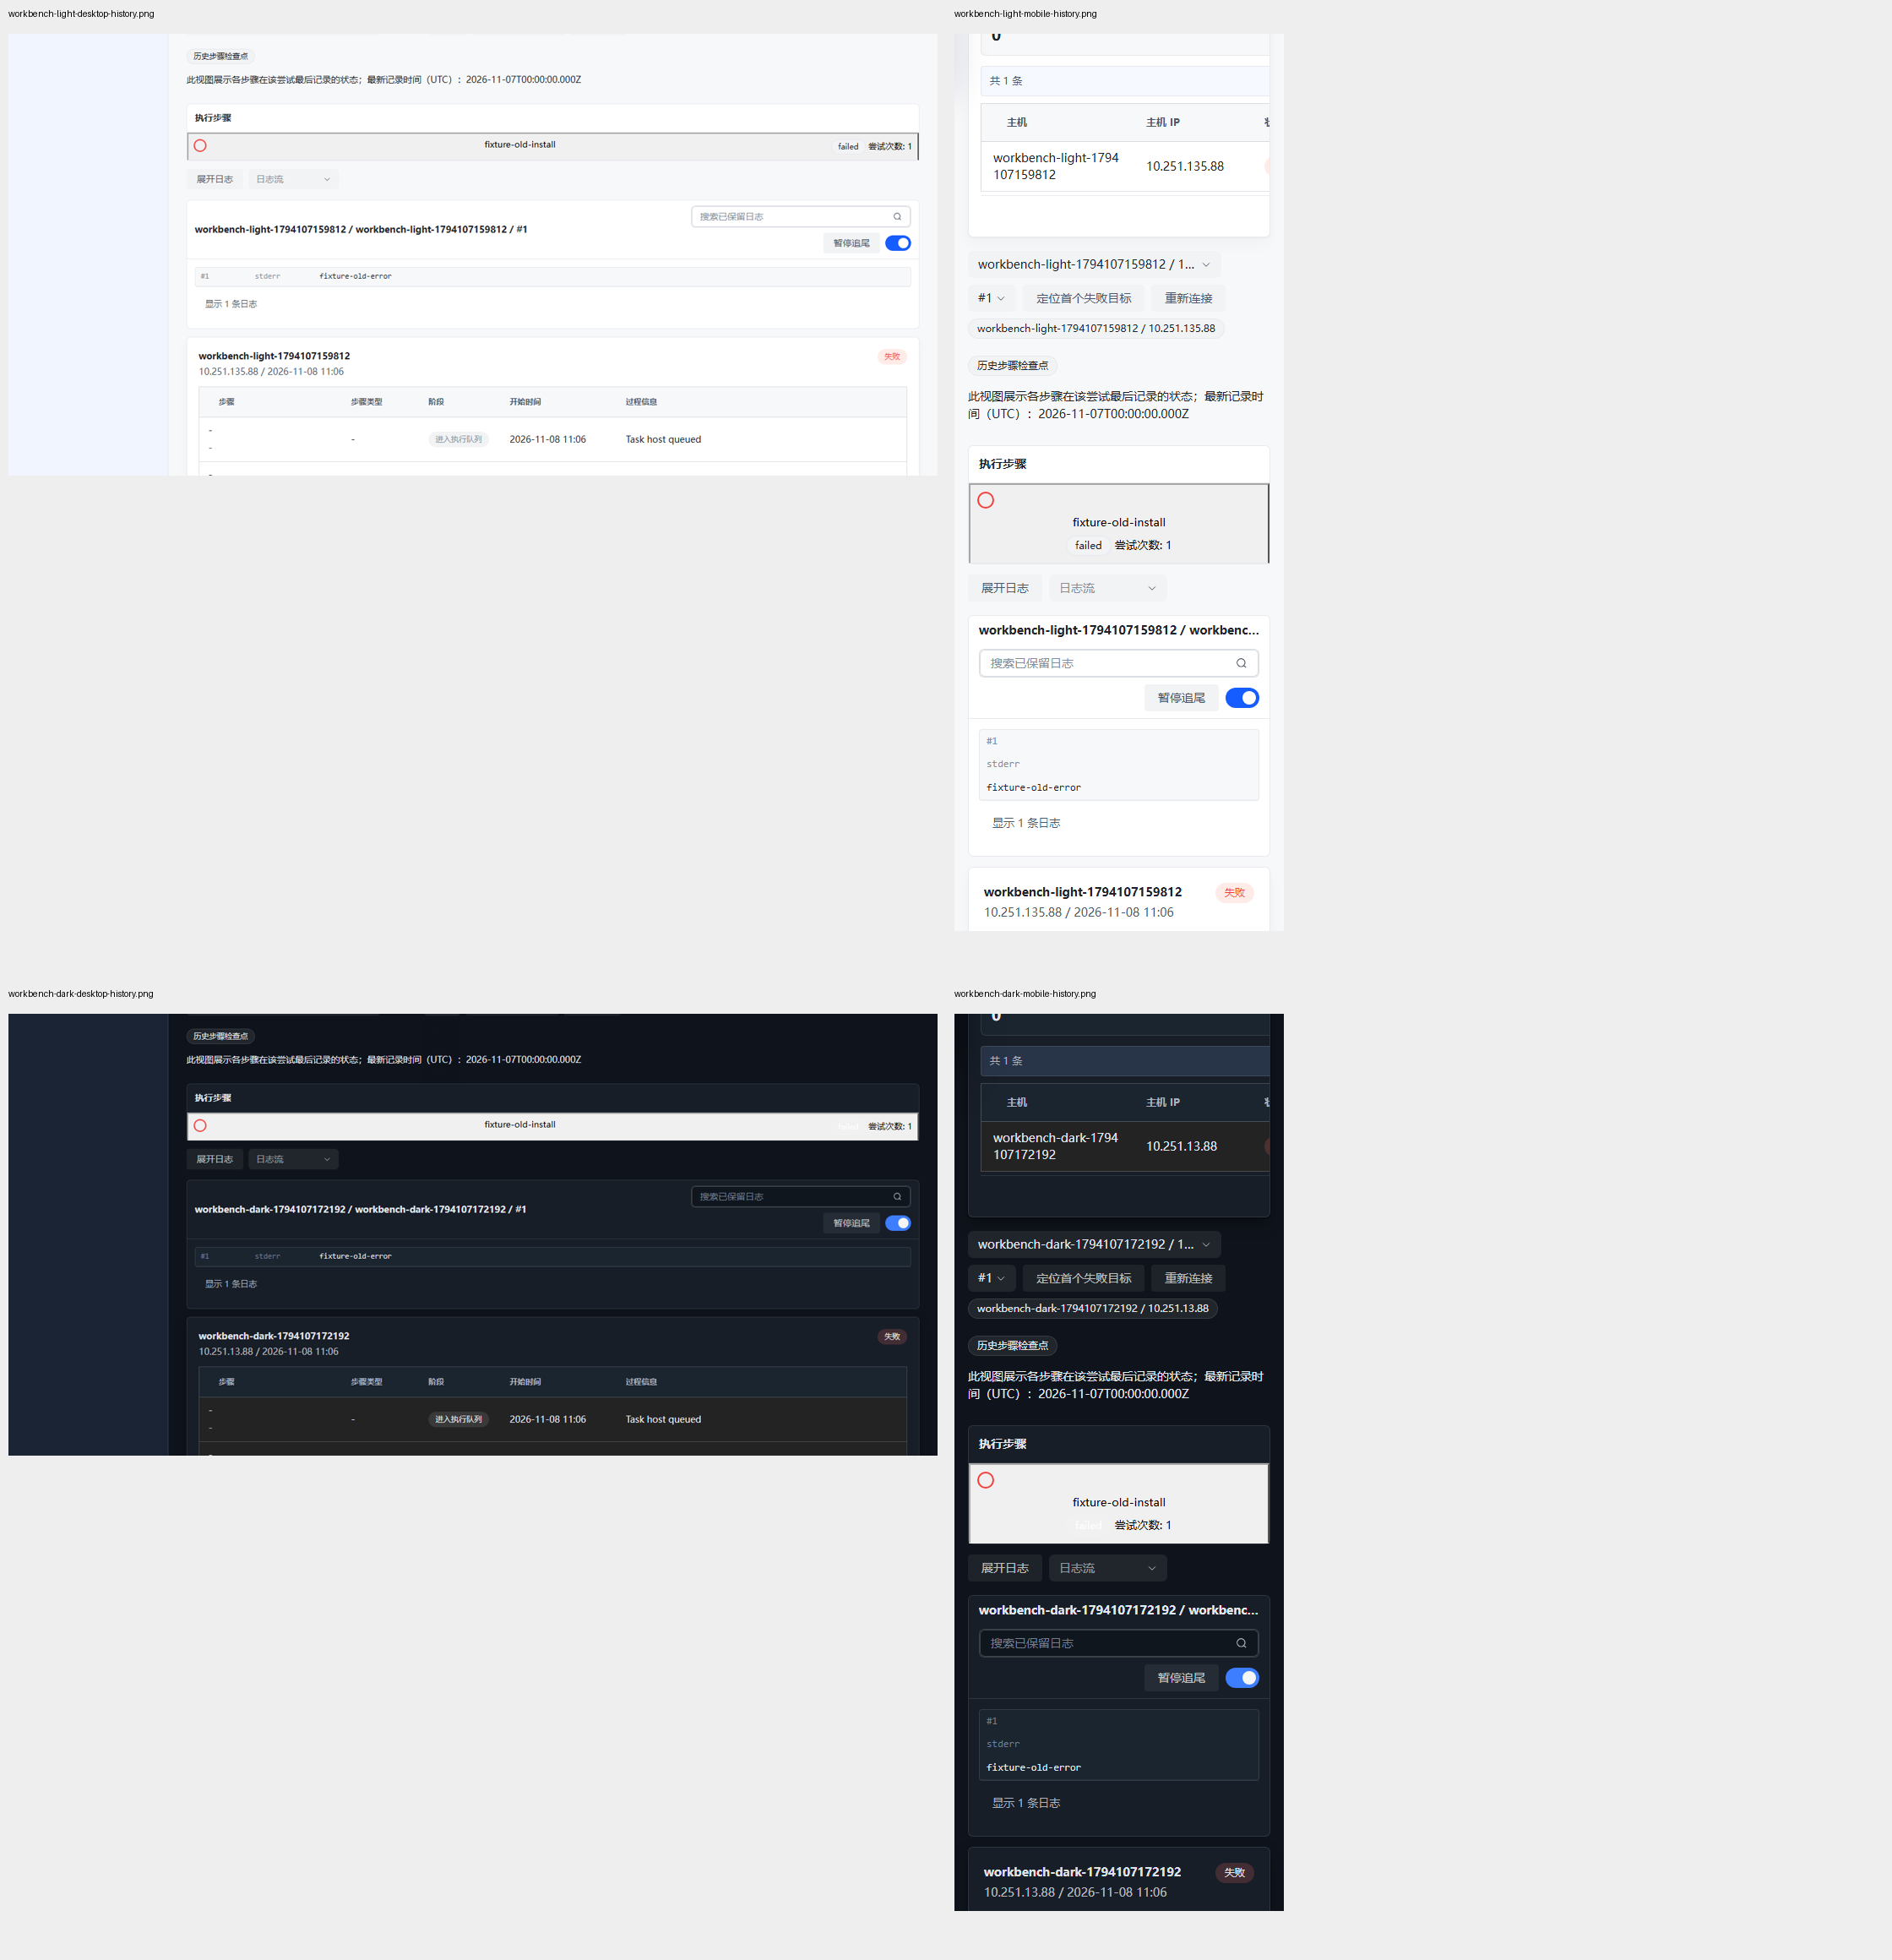 workbench-light-desktop-history.png
历史步骤检查点
此视图展示各步骤在该尝试最后记录的状态；最新记录时间（UTC）：2026-11-07T00:00:00.000Z
执行步骤
fixture-old-install
failed 尝试次数: 1
展开日志 日志流
搜索已保留日志
workbench-light-1794107159812 / workbench-light-1794107159812 / #1
暂停追尾
#1 stderr fixture-old-error
显示 1 条日志
workbench-light-1794107159812 失败
10.251.135.88 / 2026-11-08 11:06
步骤 步骤类型 阶段 开始时间 过程信息
-
- 进入执行队列 2026-11-08 11:06 Task host queued
-
-
workbench-light-mobile-history.png
0
共 1 条
主机 主机 IP
workbench-light-1794
107159812
10.251.135.88
workbench-light-1794107159812 / 1...
#1 定位首个失败目标 重新连接
workbench-light-1794107159812 / 10.251.135.88
历史步骤检查点
此视图展示各步骤在该尝试最后记录的状态；最新记录时
间（UTC）：2026-11-07T00:00:00.000Z
执行步骤
fixture-old-install
failed 尝试次数: 1
展开日志 日志流
workbench-light-1794107159812 / workbenc...
搜索已保留日志
暂停追尾
#1
stderr
fixture-old-error
显示 1 条日志
workbench-light-1794107159812 失败
10.251.135.88 / 2026-11-08 11:06
workbench-dark-desktop-history.png
历史步骤检查点
此视图展示各步骤在该尝试最后记录的状态；最新记录时间（UTC）：2026-11-07T00:00:00.000Z
执行步骤
fixture-old-install
failed 尝试次数: 1
展开日志 日志流
搜索已保留日志
workbench-dark-1794107172192 / workbench-dark-1794107172192 / #1
暂停追尾
#1 stderr fixture-old-error
显示 1 条日志
workbench-dark-1794107172192 失败
10.251.13.88 / 2026-11-08 11:06
步骤 步骤类型 阶段 开始时间 过程信息
-
- 进入执行队列 2026-11-08 11:06 Task host queued
-
-
workbench-dark-mobile-history.png
0
共 1 条
主机 主机 IP
workbench-dark-1794
107172192
10.251.13.88
workbench-dark-1794107172192 / 1...
#1 定位首个失败目标 重新连接
workbench-dark-1794107172192 / 10.251.13.88
历史步骤检查点
此视图展示各步骤在该尝试最后记录的状态；最新记录时
间（UTC）：2026-11-07T00:00:00.000Z
执行步骤
fixture-old-install
failed 尝试次数: 1
展开日志 日志流
workbench-dark-1794107172192 / workbenc...
搜索已保留日志
暂停追尾
#1
stderr
fixture-old-error
显示 1 条日志
workbench-dark-1794107172192 失败
10.251.13.88 / 2026-11-08 11:06